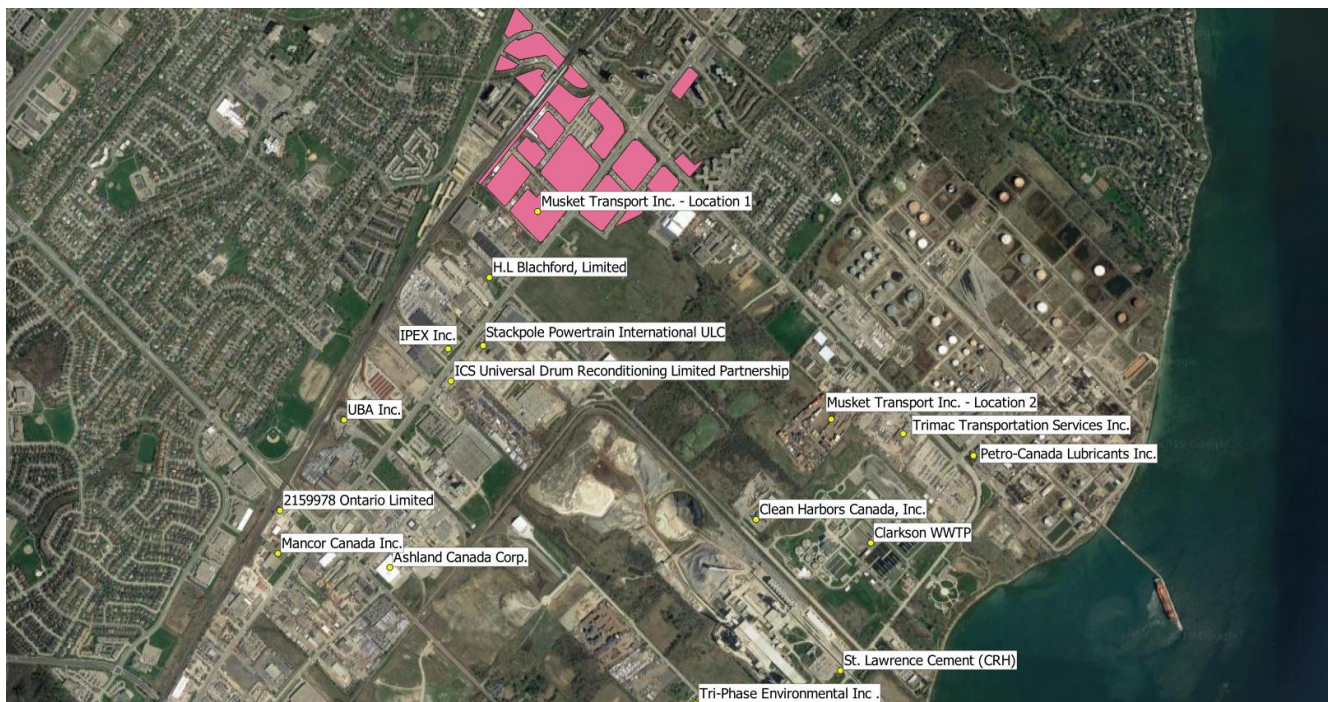 Musket Transport Inc. - Location 1
H.L Blachford, Limited
IPEX Inc.
Stackpole Powertrain International ULC
ICS Universal Drum Reconditioning Limited Partnership
UBA Inc.
Musket Transport Inc. - Location 2
Trimac Transportation Services Inc.
Petro-Canada Lubricants Inc.
2159978 Ontario Limited
Clean Harbors Canada, Inc.
Clarkson WWTP
Mancor Canada Inc.
Ashland Canada Corp.
St. Lawrence Cement (CRH)
Tri-Phase Environmental Inc .